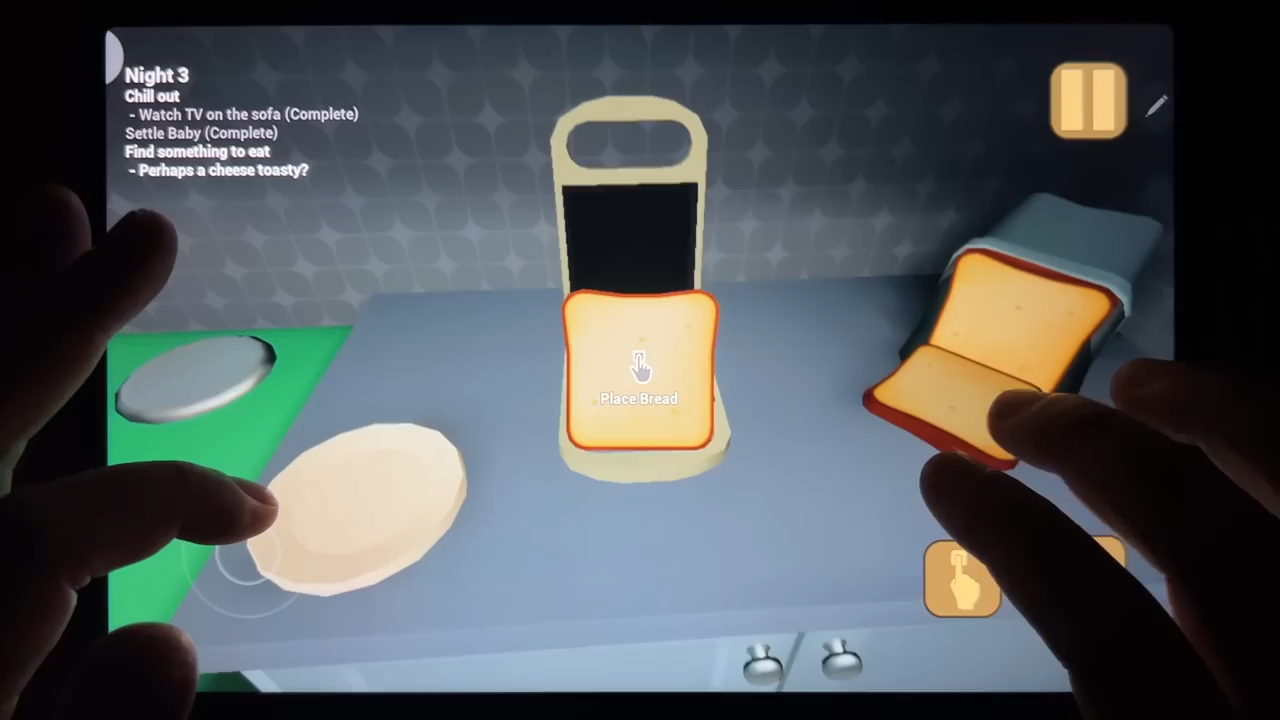 Night 3
Chill out
- Watch TV on the sofa (Complete)
Settle Baby (Complete)
Find something to eat
- Perhaps a cheese toasty?
Place Bread